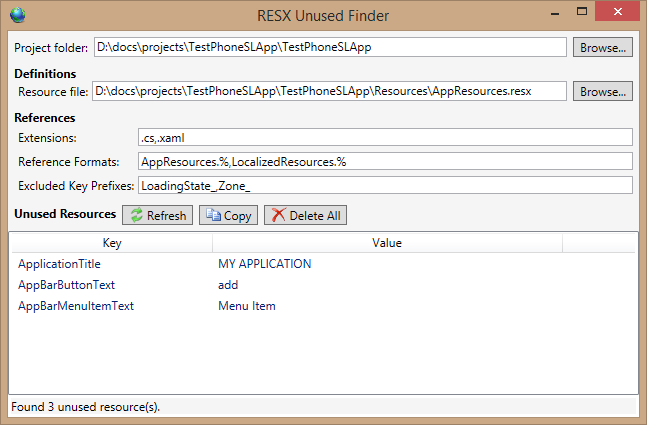 RESX Unused Finder
Project folder: D:\docs\projects\TestPhoneSLApp\TestPhoneSLApp Browse...
Definitions
Resource file: D:\docs\projects\TestPhoneSLApp\TestPhoneSLApp\Resources\AppResources.resx Browse...
References
Extensions: .cs,.xaml
Reference Formats: AppResources.%,LocalizedResources.%
Excluded Key Prefixes: LoadingState_,Zone_
Unused Resources Refresh Copy Delete All
Key Value
ApplicationTitle MY APPLICATION
AppBarButtonText add
AppBarMenuItemText Menu Item
Found 3 unused resource(s).